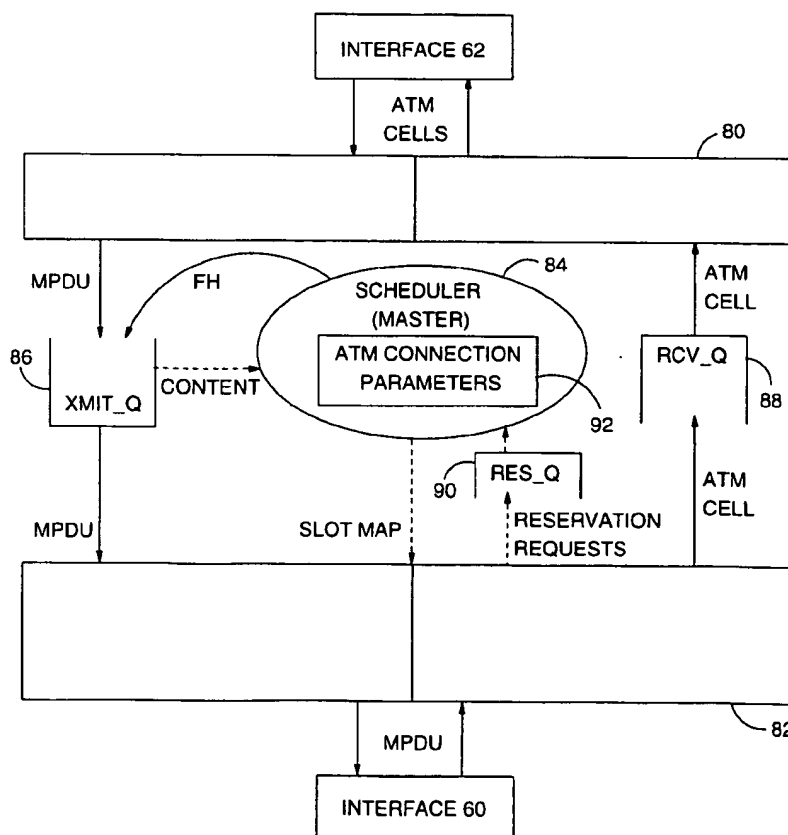 INTERFACE 62
ATM
CELLS
80
MPDU
FH
84
SCHEDULER
(MASTER)
ATM CONNECTION
PARAMETERS
92
ATM
CELL
86
XMIT_Q
CONTENT
RCV_Q
88
90
RES_Q
MPDU
SLOT MAP
RESERVATION
REQUESTS
ATM
CELL
82
MPDU
INTERFACE 60